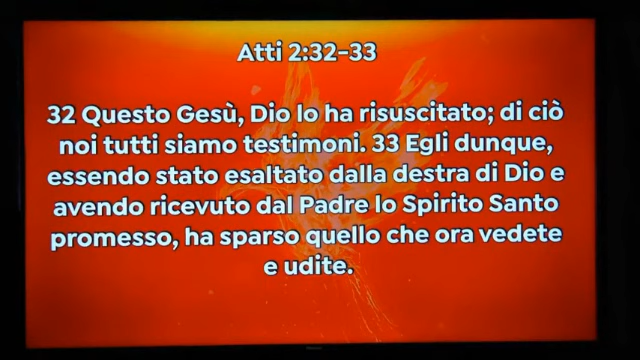 Atti 2:32-33
32 Questo Gesù, Dio lo ha risuscitato; di ciò
noi tutti siamo testimoni. 33 Egli dunque,
essendo stato esaltato dalla destra di Dio e
avendo ricevuto dal Padre lo Spirito Santo
promesso, ha sparso quello che ora vedete
e udite.